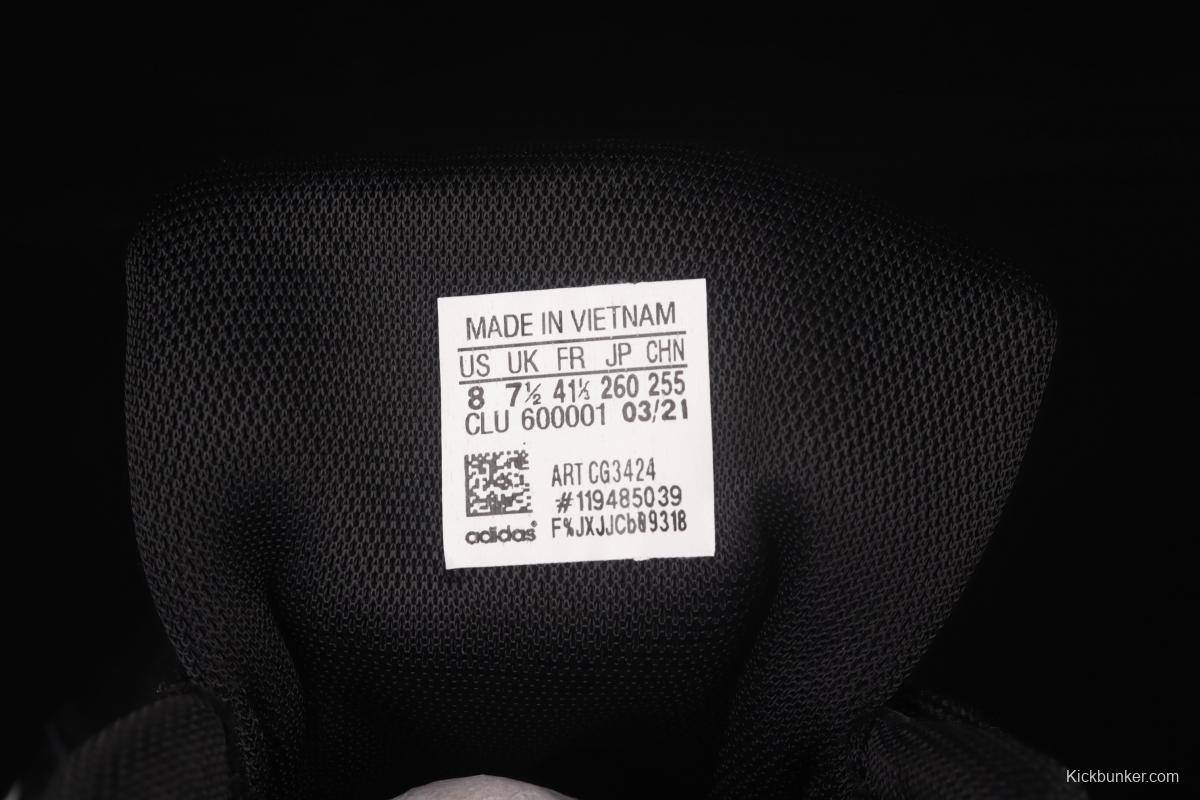 MADE IN VIETNAM
US UK FR JP CHN
8 7½ 41⅓ 260 255
CLU 600001 03/21
ART CG3424
#119485039
adidas
Kickbunker.com